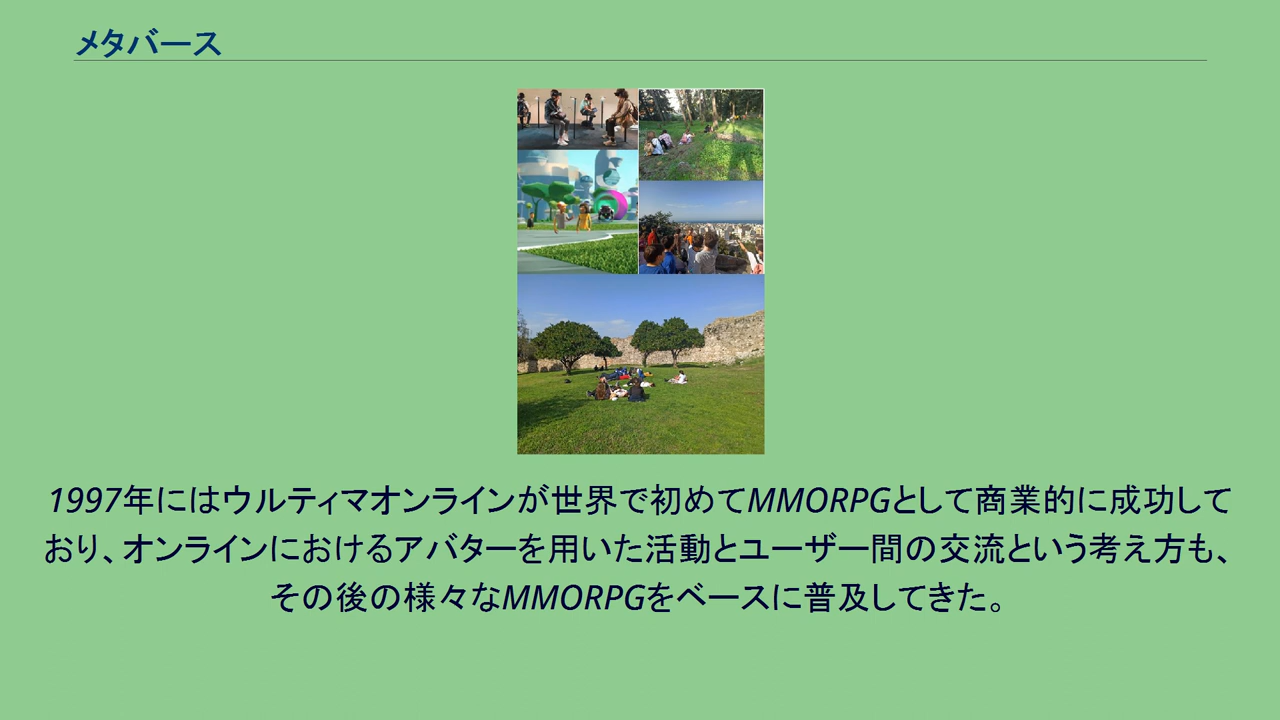 メタバース
1997年にはウルティマオンラインが世界で初めてMMORPGとして商業的に成功して
おり、オンラインにおけるアバターを用いた活動とユーザー間の交流という考え方も、
その後の様々なMMORPGをベースに普及してきた。